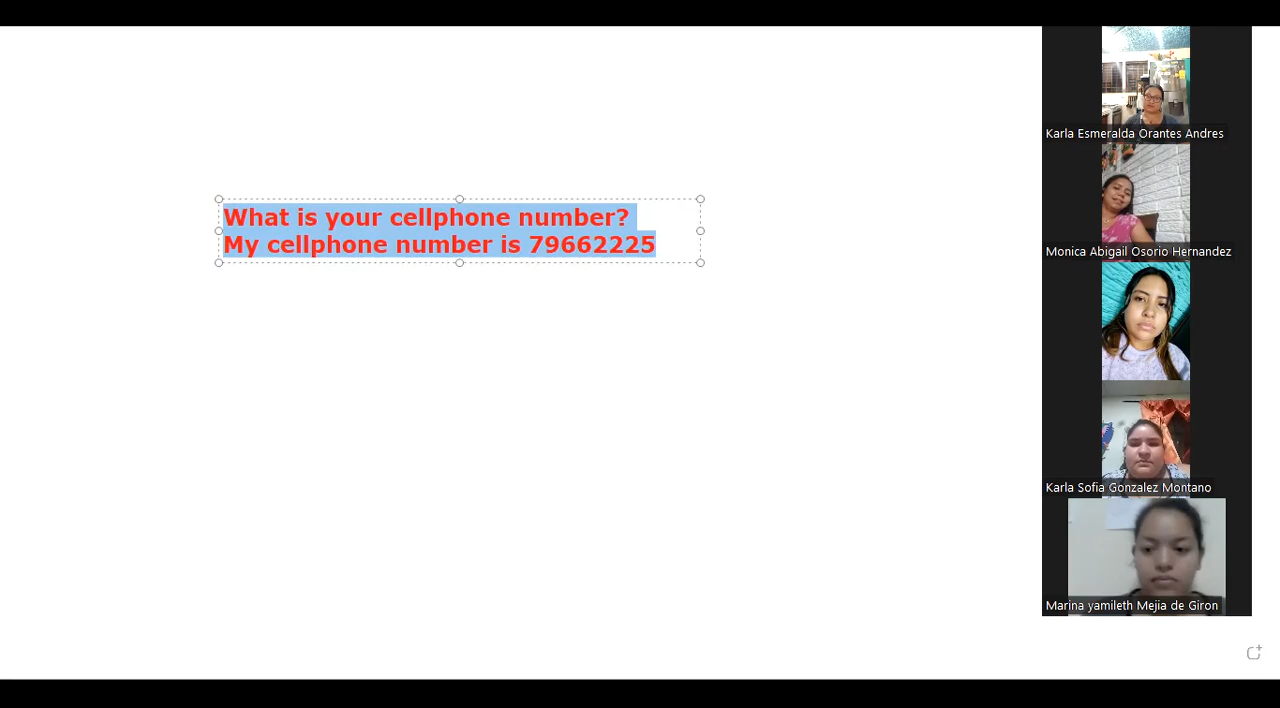 What is your cellphone number?
My cellphone number is 79662225
Karla Esmeralda Orantes Andres
Monica Abigail Osorio Hernandez
Karla Sofia Gonzalez Montano
Marina yamileth Mejia de Giron